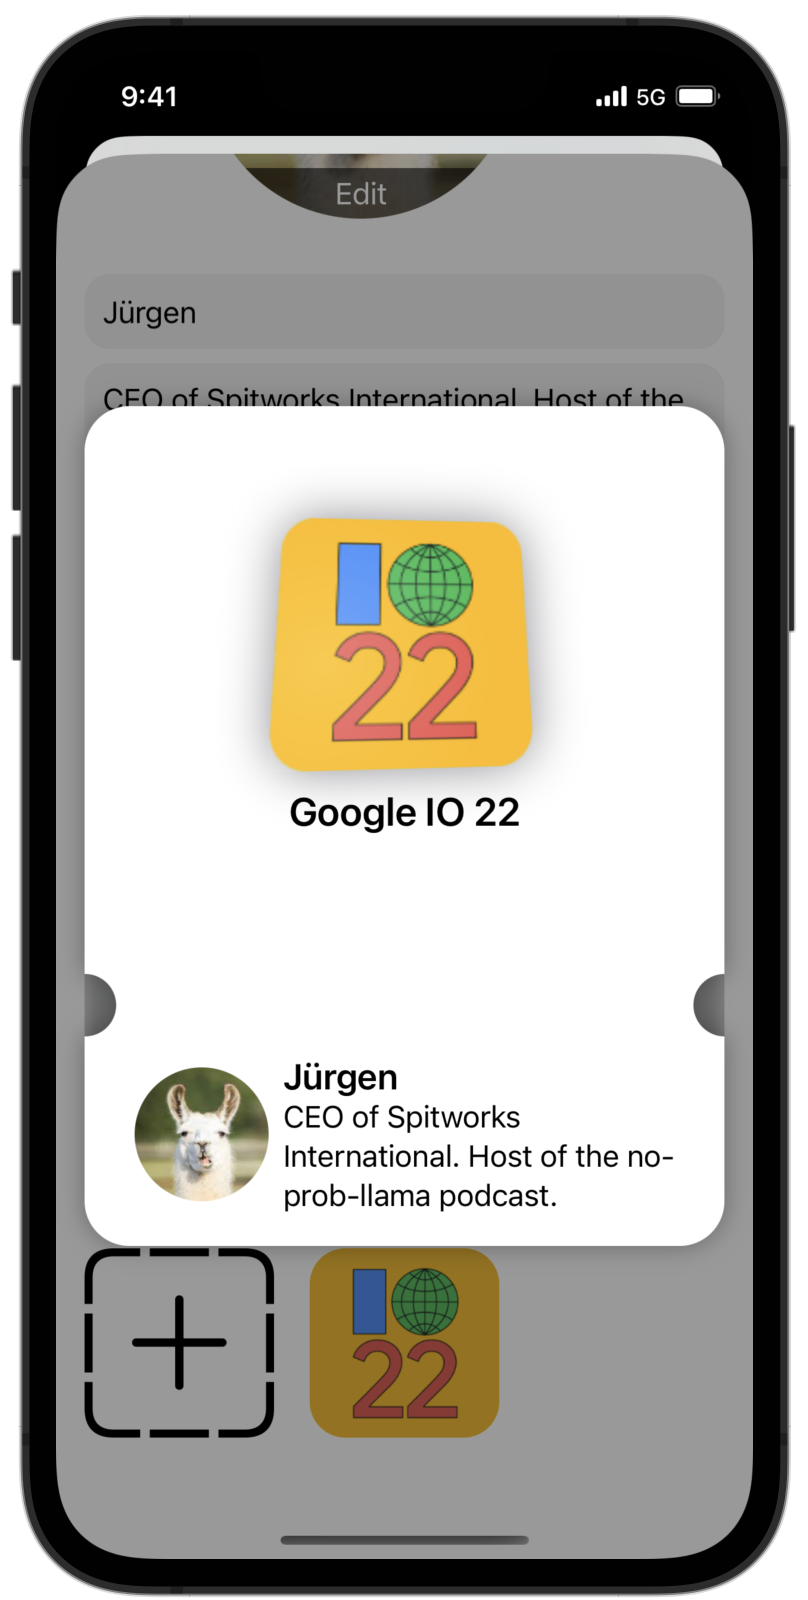 9:41
5G
Edit
Jürgen
CEO of Spitworks International. Host of the
IO
22
Google IO 22
Jürgen
CEO of Spitworks
International. Host of the no-
prob-llama podcast.
IO
22